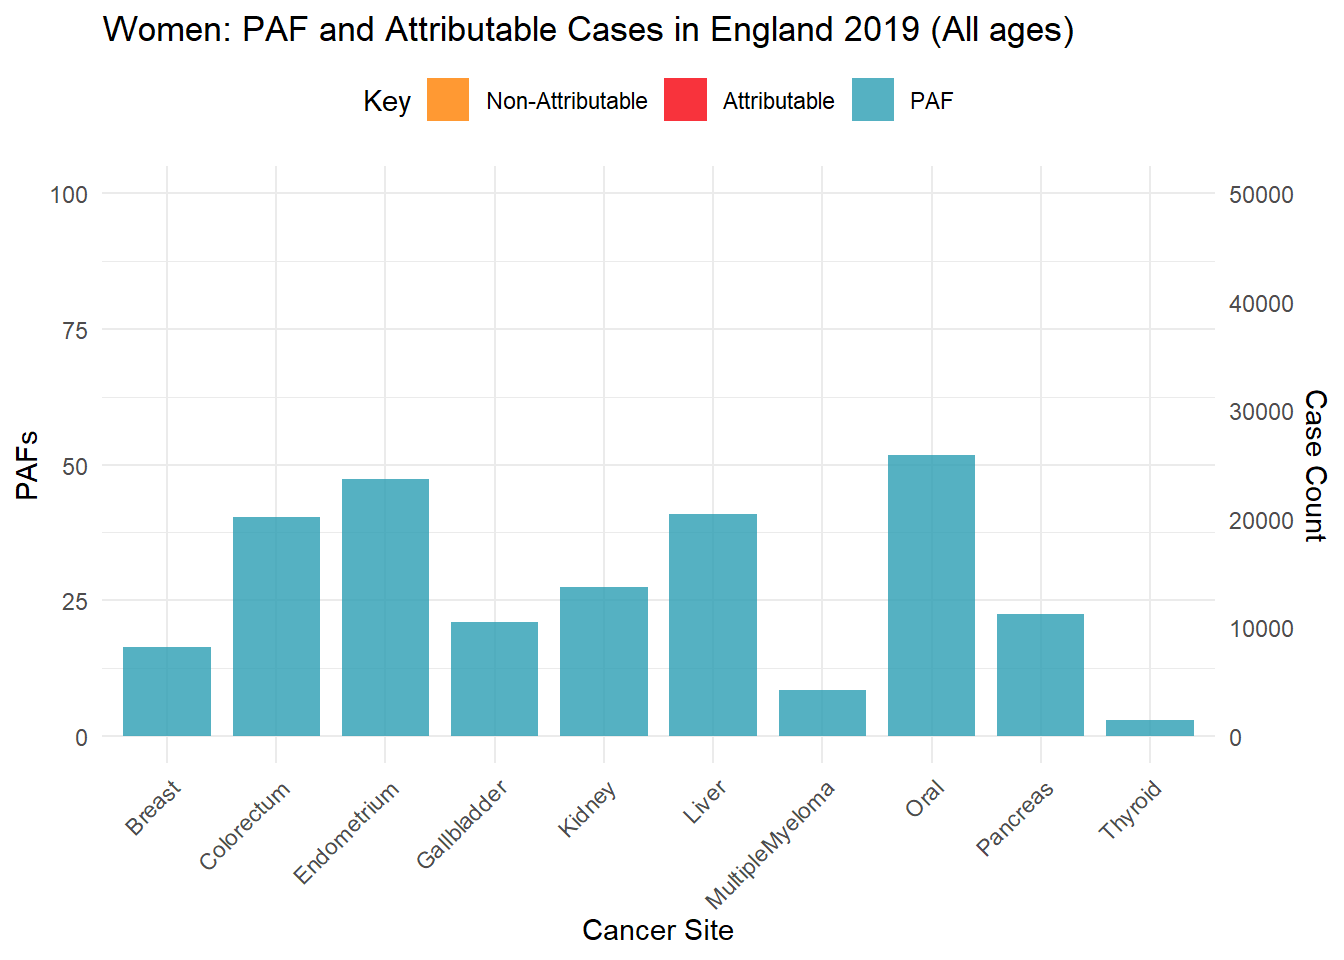 Women: PAF and Attributable Cases in England 2019 (All ages)
Key Non-Attributable Attributable PAF
100
75
50
25
0
PAFs
50000
40000
30000
20000
10000
0
Case Count
Breast
Colorectum
Endometrium
Gallbladder
Kidney
Liver
MultipleMyeloma
Oral
Pancreas
Thyroid
Cancer Site